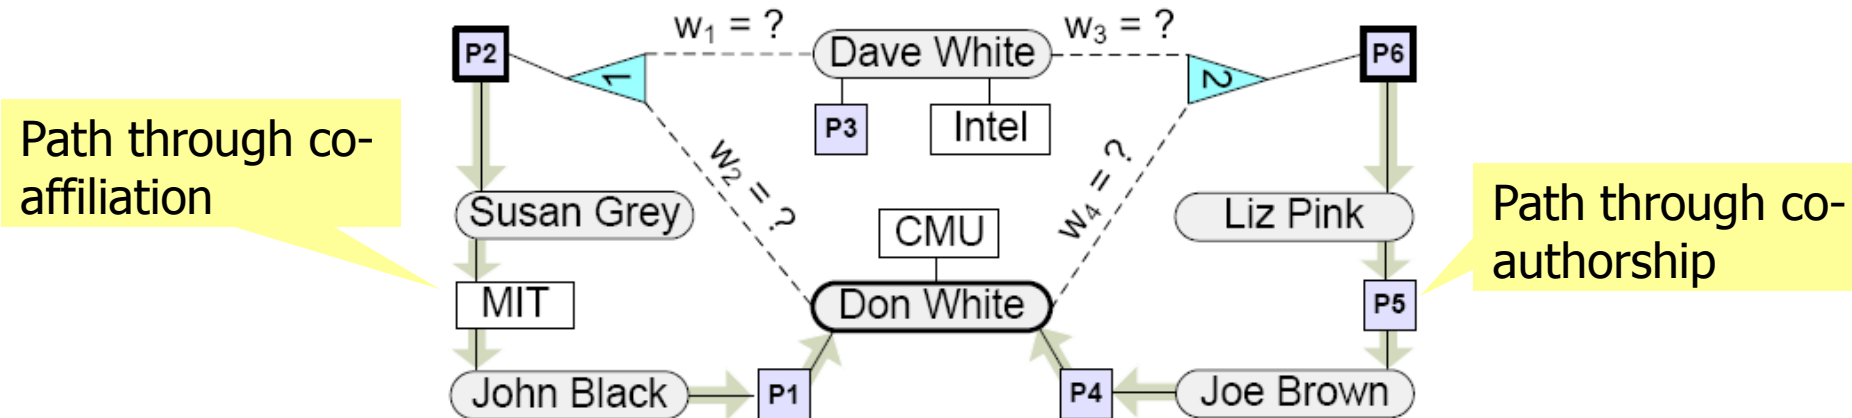 w₁ = ?
w₃ = ?
P2
1
Dave White
2
P6
P3
Intel
Path through co-
affiliation
w₂ = ?
w₄ = ?
Susan Grey
CMU
Liz Pink
Path through co-
authorship
MIT
Don White
P5
John Black
P1
P4
Joe Brown